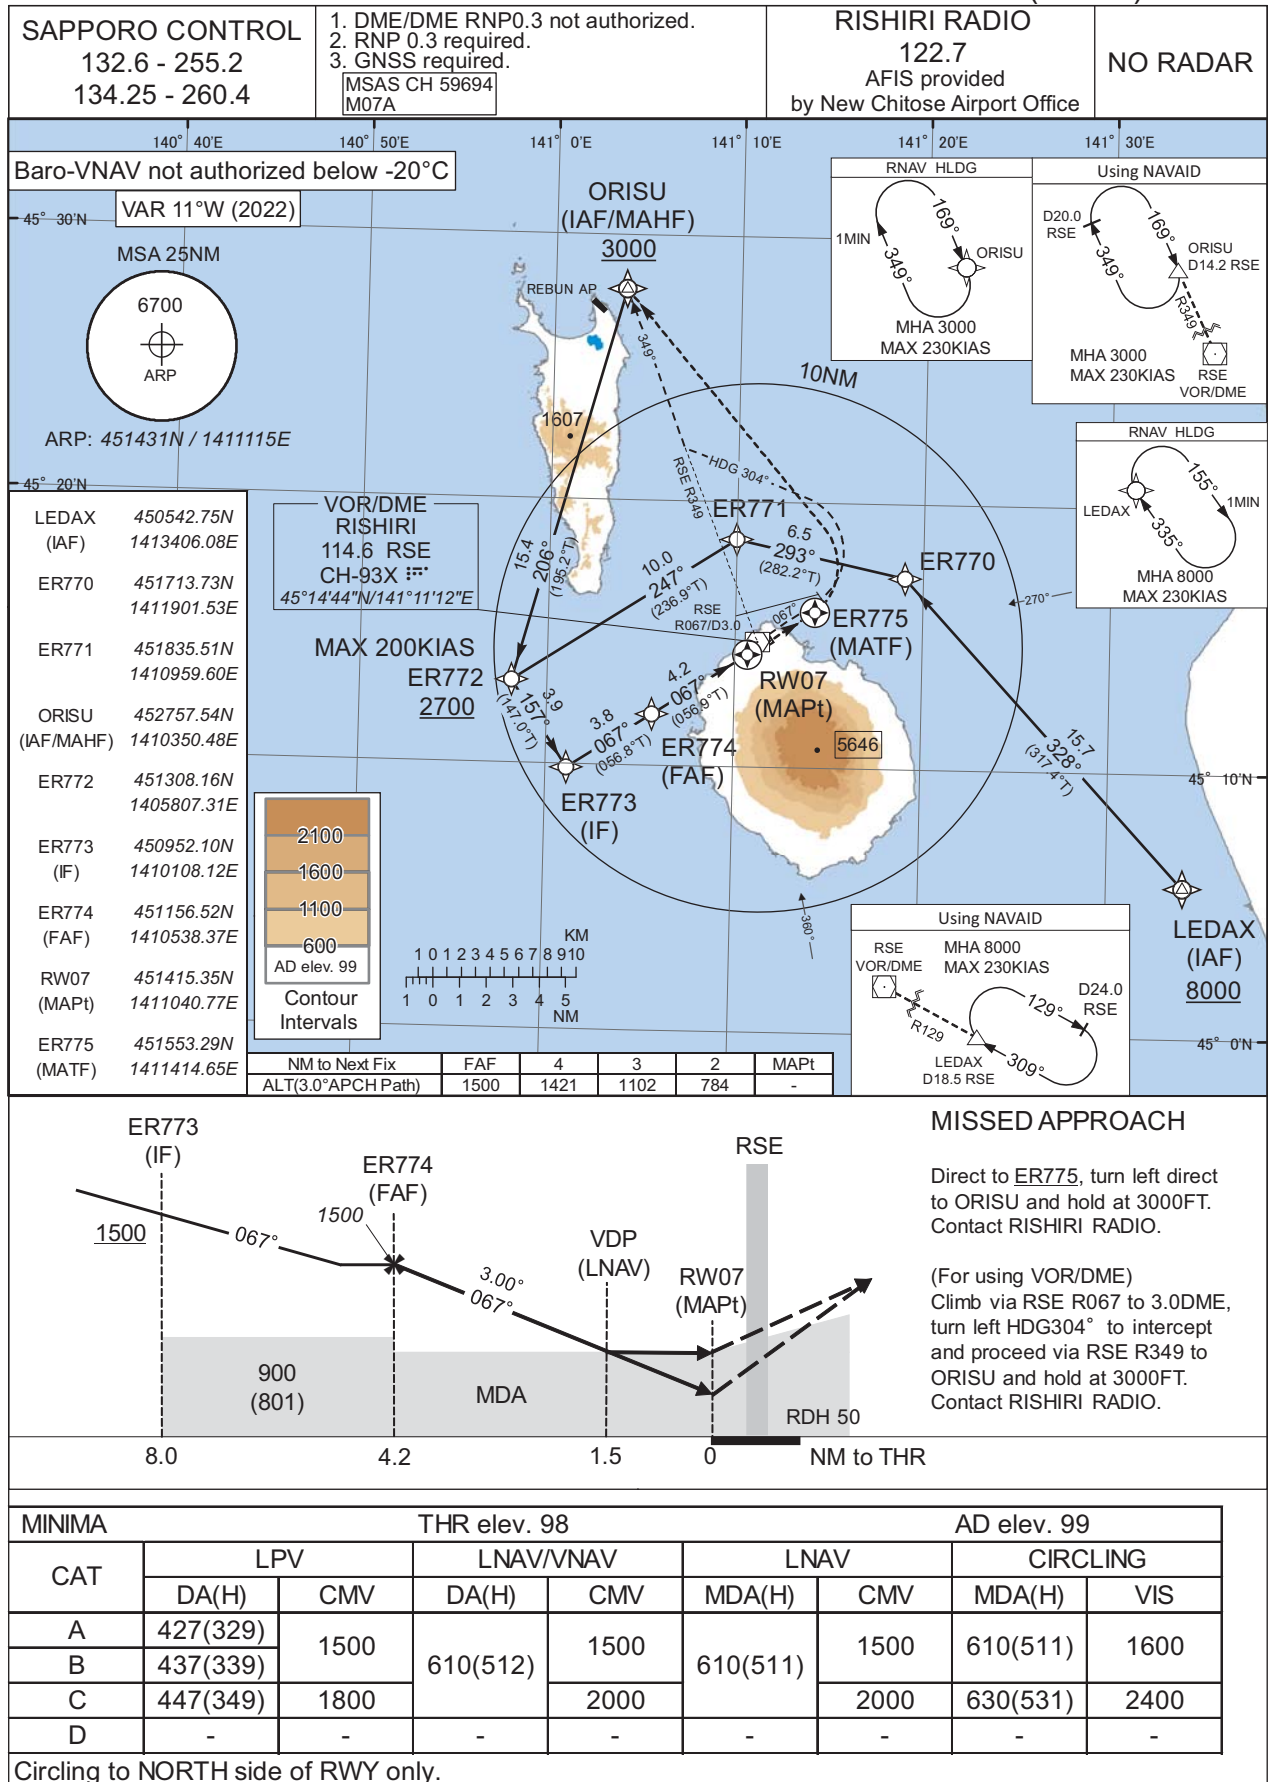 SAPPORO CONTROL
132.6 - 255.2
134.25 - 260.4
1. DME/DME RNP0.3 not authorized.
2. RNP 0.3 required.
3. GNSS required.
MSAS CH 59694
M07A
RISHIRI RADIO
122.7
AFIS provided
by New Chitose Airport Office
NO RADAR
140° 40'E
140° 50'E
141° 0'E
141° 10'E
141° 20'E
141° 30'E
Baro-VNAV not authorized below -20°C
VAR 11°W (2022)
45° 30'N
MSA 25NM
6700
ARP
ARP: 451431N / 1411115E
45° 20'N
ORISU
(IAF/MAHF)
3000
REBUN AP
349°
1607
10NM
RNAV HLDG
169°
1MIN
349°
ORISU
MHA 3000
MAX 230KIAS
Using NAVAID
D20.0
RSE
169°
349°
ORISU
D14.2 RSE
R349
MHA 3000
MAX 230KIAS
RSE
VOR/DME
RNAV HLDG
155°
1MIN
LEDAX
335°
MHA 8000
MAX 230KIAS
LEDAX
(IAF)
450542.75N
1413406.08E
ER770
451713.73N
1411901.53E
ER771
451835.51N
1410959.60E
ORISU
(IAF/MAHF)
452757.54N
1410350.48E
ER772
451308.16N
1405807.31E
ER773
(IF)
450952.10N
1410108.12E
ER774
(FAF)
451156.52N
1410538.37E
RW07
(MAPt)
451415.35N
1411040.77E
ER775
(MATF)
451553.29N
1411414.65E
VOR/DME
RISHIRI
114.6 RSE
CH-93X
45°14'44"N/141°11'12"E
15.4
206°
(195.2°T)
RSE R349
HDG 304°
ER771
6.5
293°
(282.2°T)
ER770
10.0
247°
(236.9°T)
270°
RSE
R067/D3.0
067°
ER775
(MATF)
MAX 200KIAS
ER772
2700
3.9
157°
(147.0°T)
3.8
067°
(056.8°T)
4.2
067°
(056.9°T)
RW07
(MAPt)
ER774
(FAF)
ER773
(IF)
5646
15.7
328°
(317.4°T)
45° 10'N
360°
LEDAX
(IAF)
8000
2100
1600
1100
600
AD elev. 99
Contour
Intervals
KM
1 0 1 2 3 4 5 6 7 8 9 10
1 0 1 2 3 4 5
NM
Using NAVAID
RSE
VOR/DME
MHA 8000
MAX 230KIAS
129°
D24.0
RSE
R129
LEDAX
D18.5 RSE
309°
45° 0'N
NM to Next Fix FAF 4 3 2 MAPt
ALT(3.0°APCH Path) 1500 1421 1102 784 -
ER773
(IF)
1500
067°
ER774
(FAF)
1500
3.00°
067°
VDP
(LNAV)
RW07
(MAPt)
RSE
900
(801)
MDA
RDH 50
8.0 4.2 1.5 0 NM to THR
MISSED APPROACH
Direct to ER775, turn left direct
to ORISU and hold at 3000FT.
Contact RISHIRI RADIO.
(For using VOR/DME)
Climb via RSE R067 to 3.0DME,
turn left HDG304° to intercept
and proceed via RSE R349 to
ORISU and hold at 3000FT.
Contact RISHIRI RADIO.
MINIMA THR elev. 98 AD elev. 99
CAT LPV LNAV/VNAV LNAV CIRCLING
DA(H) CMV DA(H) CMV MDA(H) CMV MDA(H) VIS
A 427(329) 1500 610(512) 1500 610(511) 1500 610(511) 1600
B 437(339)
C 447(349) 1800 2000 2000 630(531) 2400
D - - - - - - - -
Circling to NORTH side of RWY only.